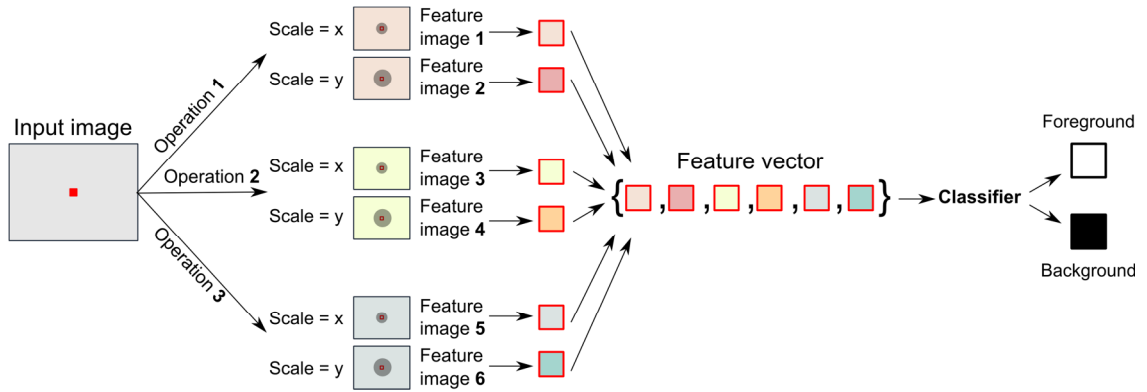 Input image
Operation 1
Operation 2
Operation 3
Scale = x
Feature
image 1
Scale = y
Feature
image 2
Scale = x
Feature
image 3
Scale = y
Feature
image 4
Scale = x
Feature
image 5
Scale = y
Feature
image 6
Feature vector
{ , , , , , }
Classifier
Foreground
Background